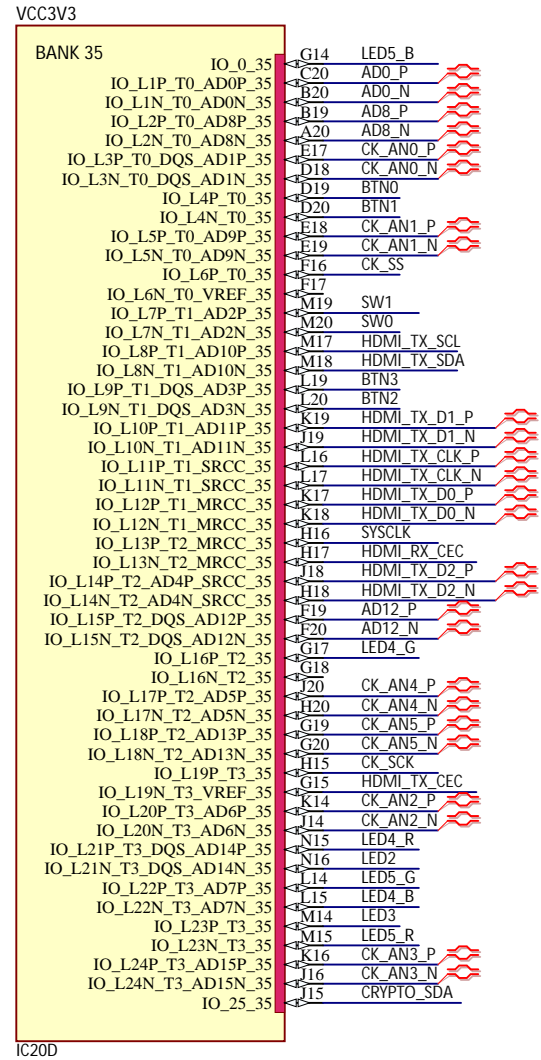 VCC3V3
BANK 35
IO_0_35 G14 LED5_B
IO_L1P_T0_AD0P_35 C20 AD0_P
IO_L1N_T0_AD0N_35 B20 AD0_N
IO_L2P_T0_AD8P_35 B19 AD8_P
IO_L2N_T0_AD8N_35 A20 AD8_N
IO_L3P_T0_DQS_AD1P_35 E17 CK_AN0_P
IO_L3N_T0_DQS_AD1N_35 D18 CK_AN0_N
IO_L4P_T0_35 D19 BTN0
IO_L4N_T0_35 D20 BTN1
IO_L5P_T0_AD9P_35 E18 CK_AN1_P
IO_L5N_T0_AD9N_35 E19 CK_AN1_N
IO_L6P_T0_35 F16 CK_SS
IO_L6N_T0_VREF_35 F17
IO_L7P_T1_AD2P_35 M19 SW1
IO_L7N_T1_AD2N_35 M20 SW0
IO_L8P_T1_AD10P_35 M17 HDMI_TX_SCL
IO_L8N_T1_AD10N_35 M18 HDMI_TX_SDA
IO_L9P_T1_DQS_AD3P_35 L19 BTN3
IO_L9N_T1_DQS_AD3N_35 L20 BTN2
IO_L10P_T1_AD11P_35 K19 HDMI_TX_D1_P
IO_L10N_T1_AD11N_35 J19 HDMI_TX_D1_N
IO_L11P_T1_SRCC_35 L16 HDMI_TX_CLK_P
IO_L11N_T1_SRCC_35 L17 HDMI_TX_CLK_N
IO_L12P_T1_MRCC_35 K17 HDMI_TX_D0_P
IO_L12N_T1_MRCC_35 K18 HDMI_TX_D0_N
IO_L13P_T2_MRCC_35 H16 SYSCLK
IO_L13N_T2_MRCC_35 H17 HDMI_RX_CEC
IO_L14P_T2_AD4P_SRCC_35 J18 HDMI_TX_D2_P
IO_L14N_T2_AD4N_SRCC_35 H18 HDMI_TX_D2_N
IO_L15P_T2_DQS_AD12P_35 F19 AD12_P
IO_L15N_T2_DQS_AD12N_35 F20 AD12_N
IO_L16P_T2_35 G17 LED4_G
IO_L16N_T2_35 G18
IO_L17P_T2_AD5P_35 J20 CK_AN4_P
IO_L17N_T2_AD5N_35 H20 CK_AN4_N
IO_L18P_T2_AD13P_35 G19 CK_AN5_P
IO_L18N_T2_AD13N_35 G20 CK_AN5_N
IO_L19P_T3_35 H15 CK_SCK
IO_L19N_T3_VREF_35 G15 HDMI_TX_CEC
IO_L20P_T3_AD6P_35 K14 CK_AN2_P
IO_L20N_T3_AD6N_35 J14 CK_AN2_N
IO_L21P_T3_DQS_AD14P_35 N15 LED4_R
IO_L21N_T3_DQS_AD14N_35 N16 LED2
IO_L22P_T3_AD7P_35 L14 LED5_G
IO_L22N_T3_AD7N_35 L15 LED4_B
IO_L23P_T3_35 M14 LED3
IO_L23N_T3_35 M15 LED5_R
IO_L24P_T3_AD15P_35 K16 CK_AN3_P
IO_L24N_T3_AD15N_35 J16 CK_AN3_N
IO_25_35 J15 CRYPTO_SDA
IC20D